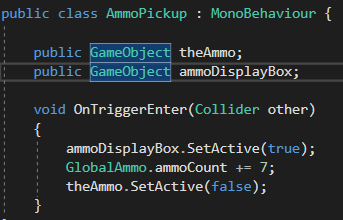 public class AmmoPickup : MonoBehaviour {
public GameObject theAmmo;
public GameObject ammoDisplayBox;
void OnTriggerEnter(Collider other)
{
ammoDisplayBox.SetActive(true);
GlobalAmmo.ammoCount += 7;
theAmmo.SetActive(false);
}